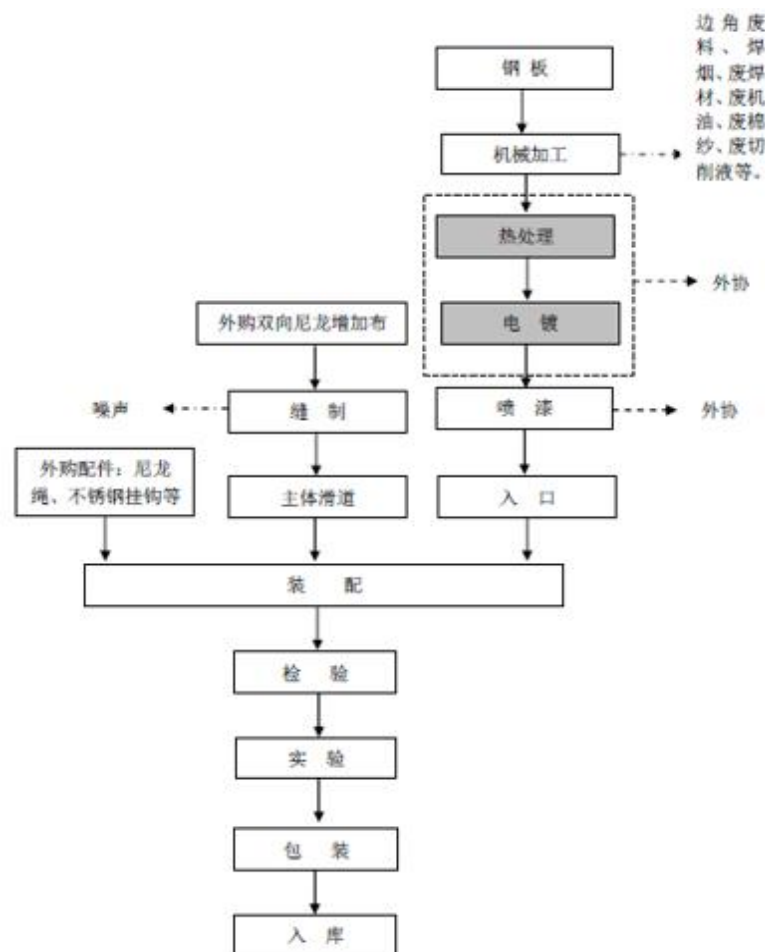 边角废
料、焊
烟、废焊
材、废机
油、废棉
纱、废切
削液等。
钢板
机械加工
热处理
外协
电镀
外购双向尼龙增加布
喷漆
外协
缝制
噪声
外购配件：尼龙
绳、不锈钢挂钩等
主体滑道
入口
装配
检验
实验
包装
入库